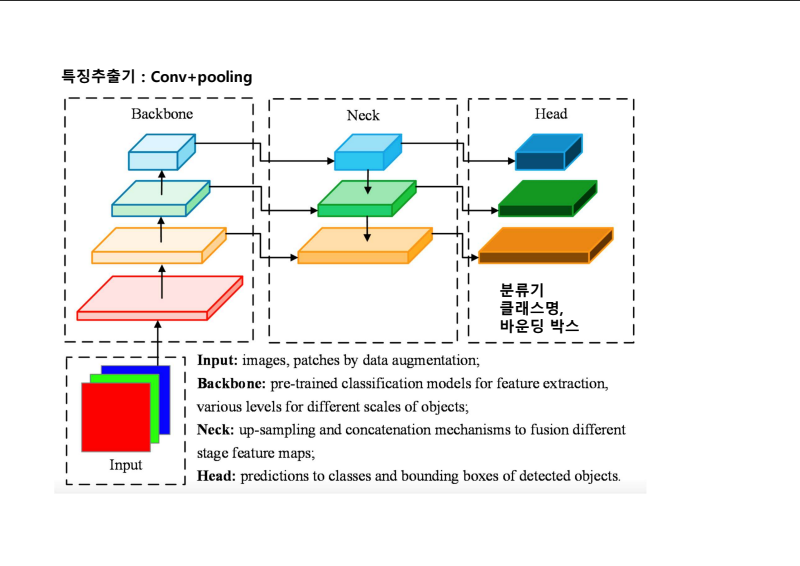 특징추출기 : Conv+pooling
Backbone
Neck
Head
분류기
클래스명,
바운딩 박스
Input
Input: images, patches by data augmentation;
Backbone: pre-trained classification models for feature extraction,
various levels for different scales of objects;
Neck: up-sampling and concatenation mechanisms to fusion different
stage feature maps;
Head: predictions to classes and bounding boxes of detected objects.